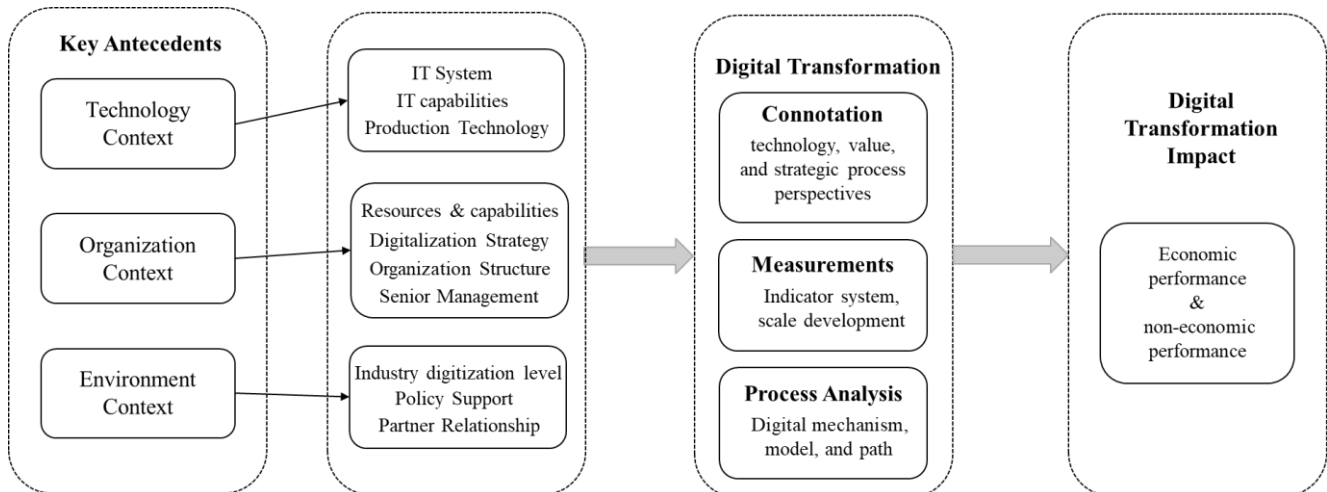 Key Antecedents
Technology
Context
Organization
Context
Environment
Context
IT System
IT capabilities
Production Technology
Resources & capabilities
Digitalization Strategy
Organization Structure
Senior Management
Industry digitization level
Policy Support
Partner Relationship
Digital Transformation
Connotation
technology, value,
and strategic process
perspectives
Measurements
Indicator system,
scale development
Process Analysis
Digital mechanism,
model, and path
Digital
Transformation
Impact
Economic
performance
&
non-economic
performance